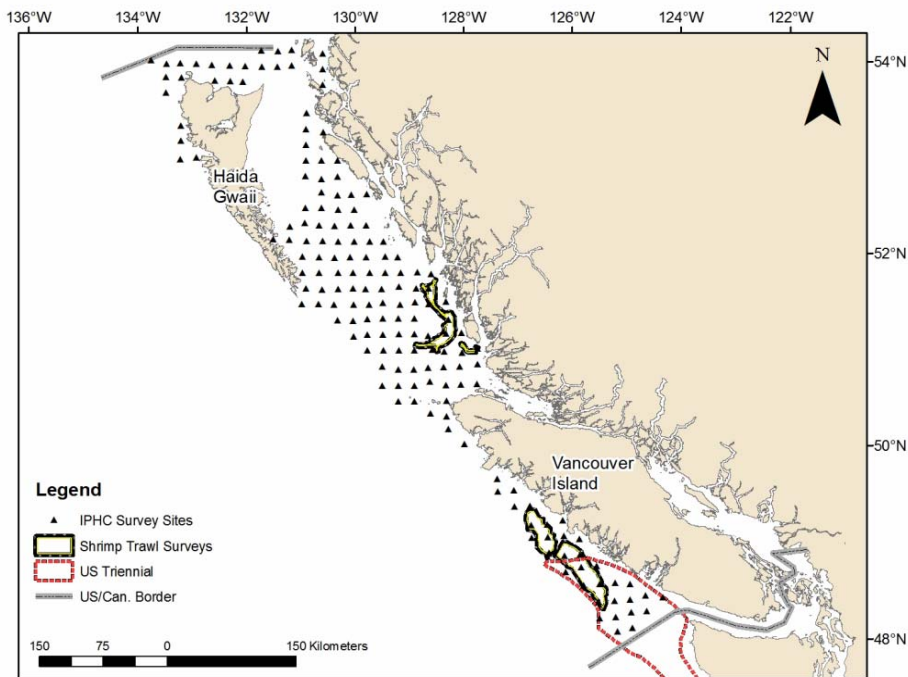 136°W 134°W 132°W 130°W 128°W 126°W 124°W 122°W
N
54°N
Haida
Gwaii
52°N
50°N
Vancouver
Island
Legend
IPHC Survey Sites
Shrimp Trawl Surveys
US Triennial
US/Can. Border
48°N
150 75 0 150 Kilometers